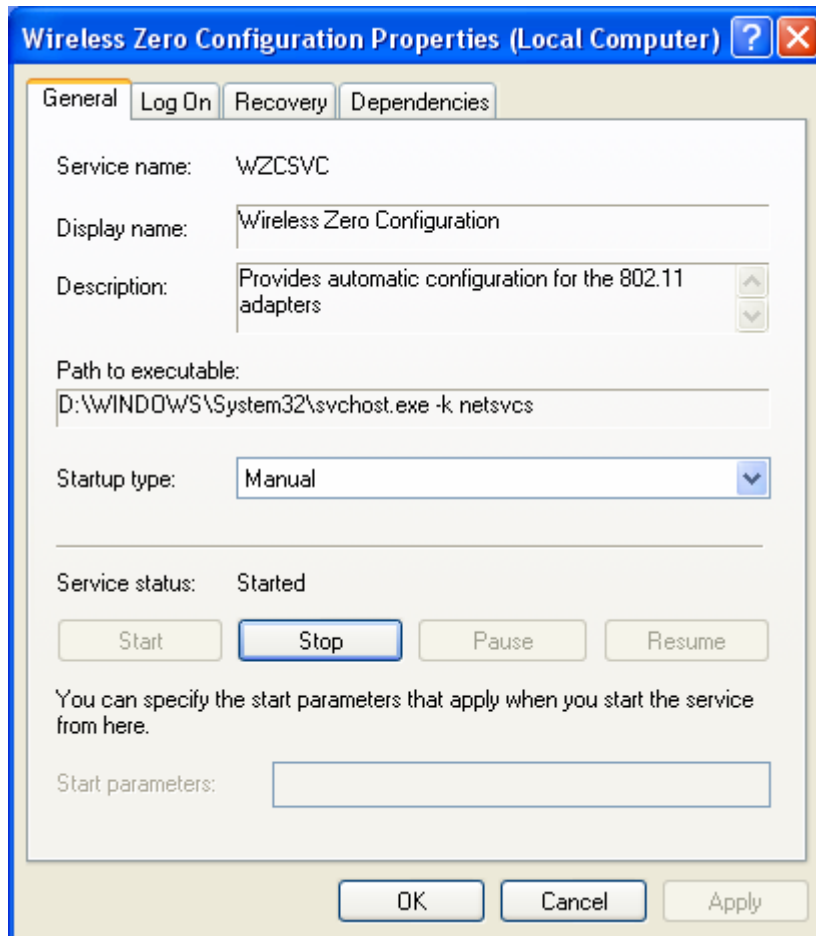 Wireless Zero Configuration Properties (Local Computer)
General Log On Recovery Dependencies
Service name: WZCSVC
Display name: Wireless Zero Configuration
Description: Provides automatic configuration for the 802.11
adapters
Path to executable:
D:\WINDOWS\System32\svchost.exe -k netsvcs
Startup type: Manual
Service status: Started
Start Stop Pause Resume
You can specify the start parameters that apply when you start the service
from here.
Start parameters:
OK Cancel Apply